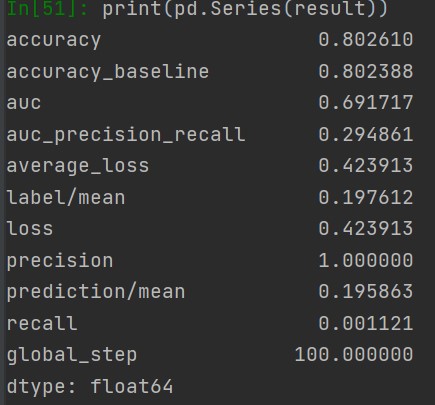 In[51]: print(pd.Series(result))
accuracy 0.802610
accuracy_baseline 0.802388
auc 0.691717
auc_precision_recall 0.294861
average_loss 0.423913
label/mean 0.197612
loss 0.423913
precision 1.000000
prediction/mean 0.195863
recall 0.001121
global_step 100.000000
dtype: float64